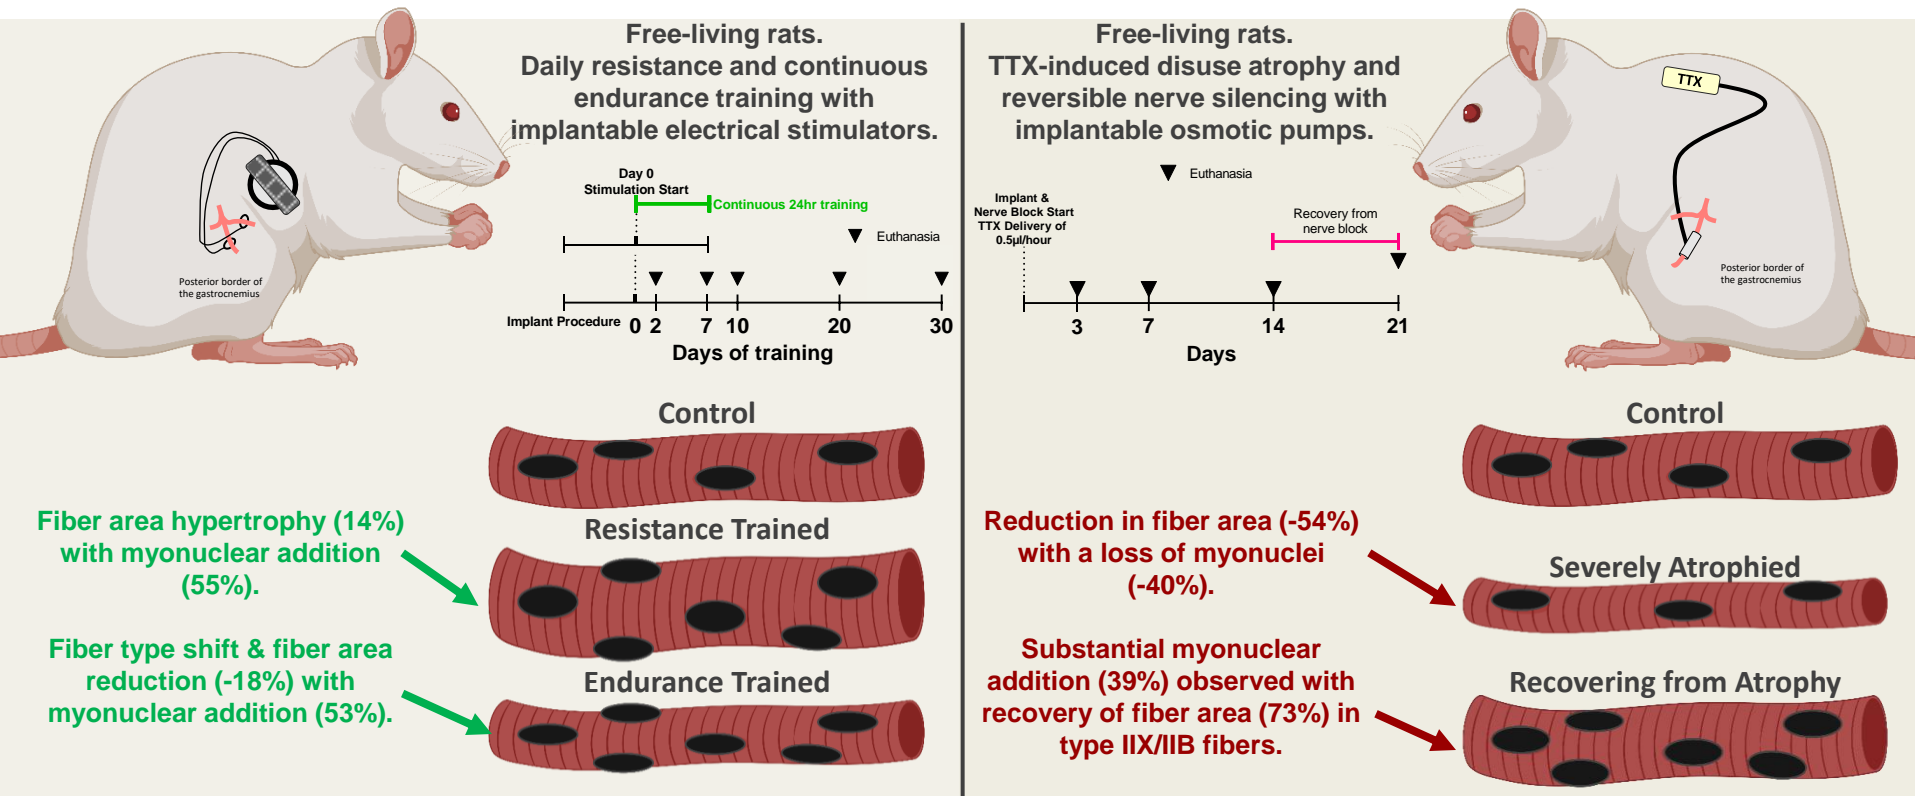 Free-living rats.
Daily resistance and continuous
endurance training with
implantable electrical stimulators.
Day 0
Stimulation Start
Continuous 24hr training
Euthanasia
Posterior border of
the gastrocnemius
Implant Procedure
0 2 7 10 20 30
Days of training
Control
Resistance Trained
Fiber area hypertrophy (14%)
with myonuclear addition
(55%).
Endurance Trained
Fiber type shift & fiber area
reduction (-18%) with
myonuclear addition (53%).
Free-living rats.
TTX-induced disuse atrophy and
reversible nerve silencing with
implantable osmotic pumps.
TTX
Euthanasia
Implant &
Nerve Block Start
TTX Delivery of
0.5µl/hour
Recovery from
nerve block
Posterior border of
the gastrocnemius
3 7 14 21
Days
Control
Severely Atrophied
Reduction in fiber area (-54%)
with a loss of myonuclei
(-40%).
Recovering from Atrophy
Substantial myonuclear
addition (39%) observed with
recovery of fiber area (73%) in
type IIX/IIB fibers.